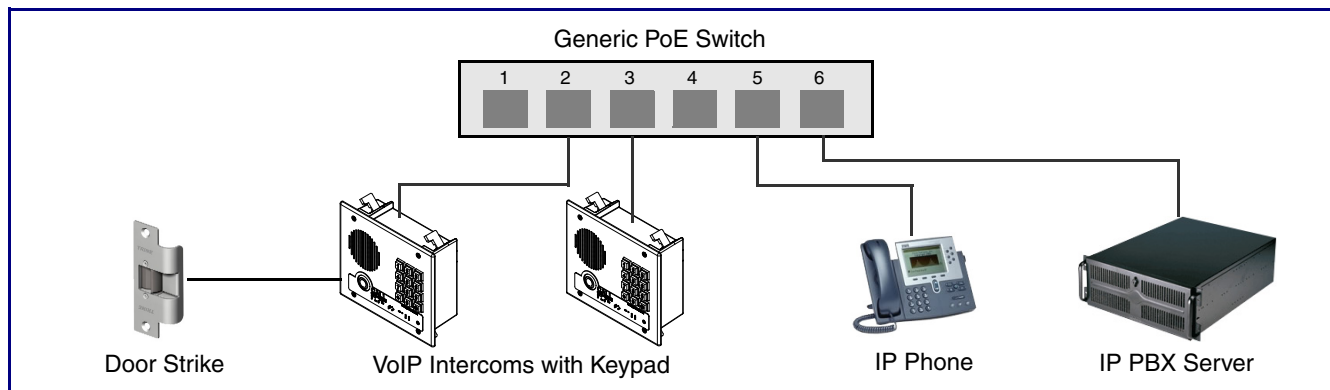 Generic PoE Switch
1 2 3 4 5 6
Door Strike
VoIP Intercoms with Keypad
IP Phone
IP PBX Server